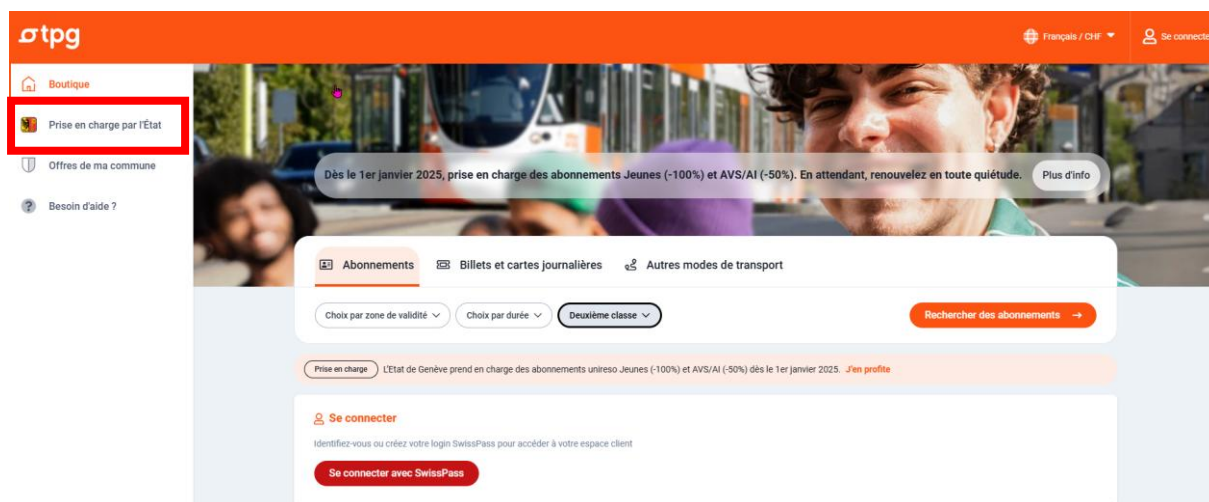 tpg
Français / CHF
Se connecte
Boutique
Prise en charge par l'État
Offres de ma commune
Besoin d'aide ?
Dès le 1er janvier 2025, prise en charge des abonnements Jeunes (-100%) et AVS/AI (-50%). En attendant, renouvelez en toute quiétude.
Plus d'info
Abonnements
Billets et cartes journalières
Autres modes de transport
Choix par zone de validité
Choix par durée
Deuxième classe
Rechercher des abonnements →
Prise en charge
L'Etat de Genève prend en charge des abonnements unireso Jeunes (-100%) et AVS/AI (-50%) dès le 1er janvier 2025. J'en profite
Se connecter
Identifiez-vous ou créez votre login SwissPass pour accéder à votre espace client
Se connecter avec SwissPass